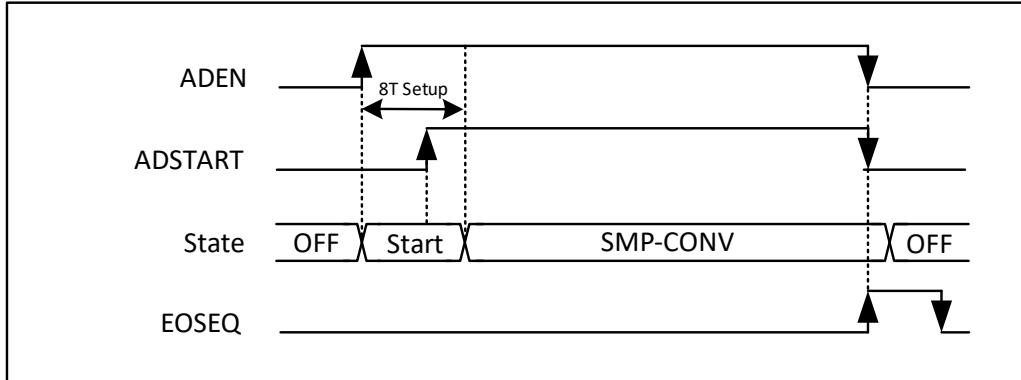 ADEN
8T Setup
ADSTART
State OFF Start SMP-CONV OFF
EOSEQ